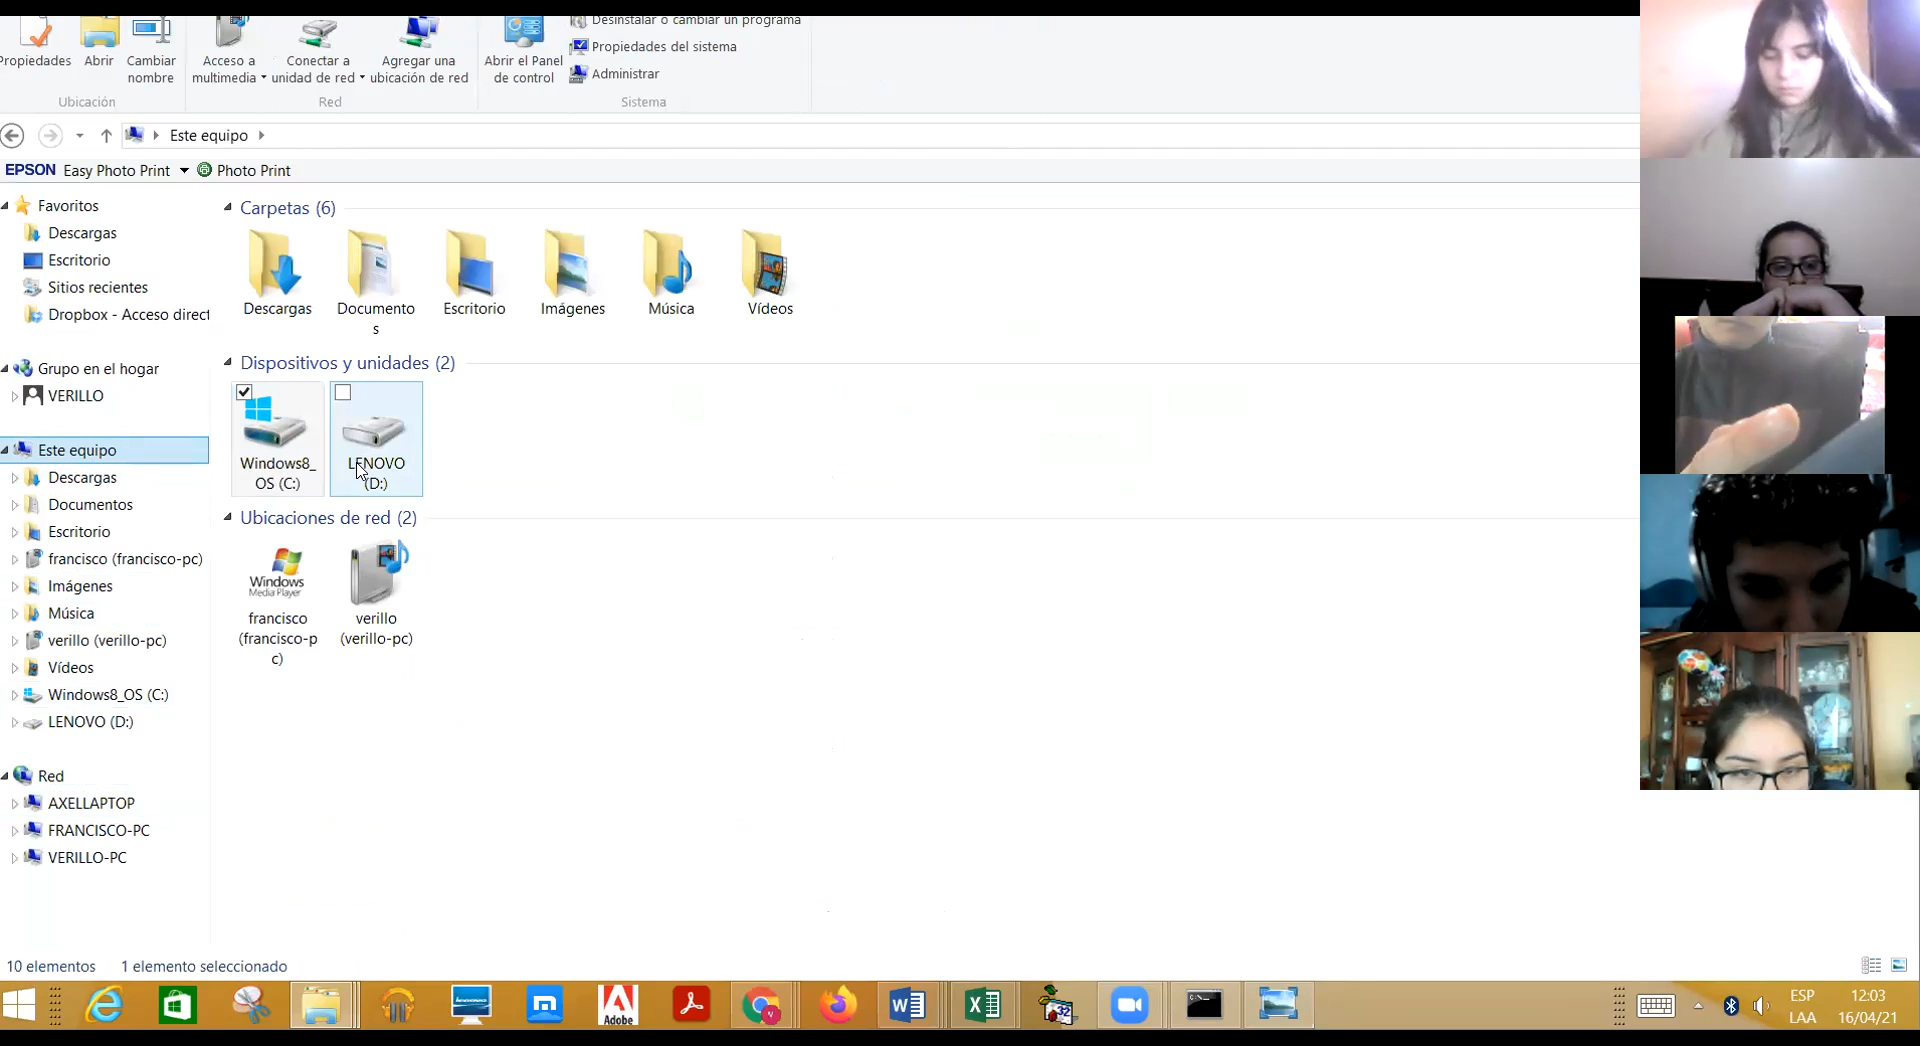 Desinstalar o cambiar un programa
Propiedades del sistema
Administrar
Propiedades
Abrir
Cambiar
nombre
Acceso a
multimedia
Conectar a
unidad de red
Agregar una
ubicación de red
Abrir el Panel
de control
Ubicación
Red
Sistema
Este equipo
EPSON Easy Photo Print Photo Print
Favoritos
Descargas
Escritorio
Sitios recientes
Dropbox - Acceso direct
Grupo en el hogar
VERILLO
Este equipo
Descargas
Documentos
Escritorio
francisco (francisco-pc)
Imágenes
Música
verillo (verillo-pc)
Vídeos
Windows8_OS (C:)
LENOVO (D:)
Red
AXELLAPTOP
FRANCISCO-PC
VERILLO-PC
Carpetas (6)
Descargas
Documento
s
Escritorio
Imágenes
Música
Vídeos
Dispositivos y unidades (2)
Windows8_
OS (C:)
LENOVO
(D:)
Ubicaciones de red (2)
Windows
Media Player
francisco
(francisco-p
c)
verillo
(verillo-pc)
10 elementos 1 elemento seleccionado
Adobe
32
ESP
LAA
12:03
16/04/21